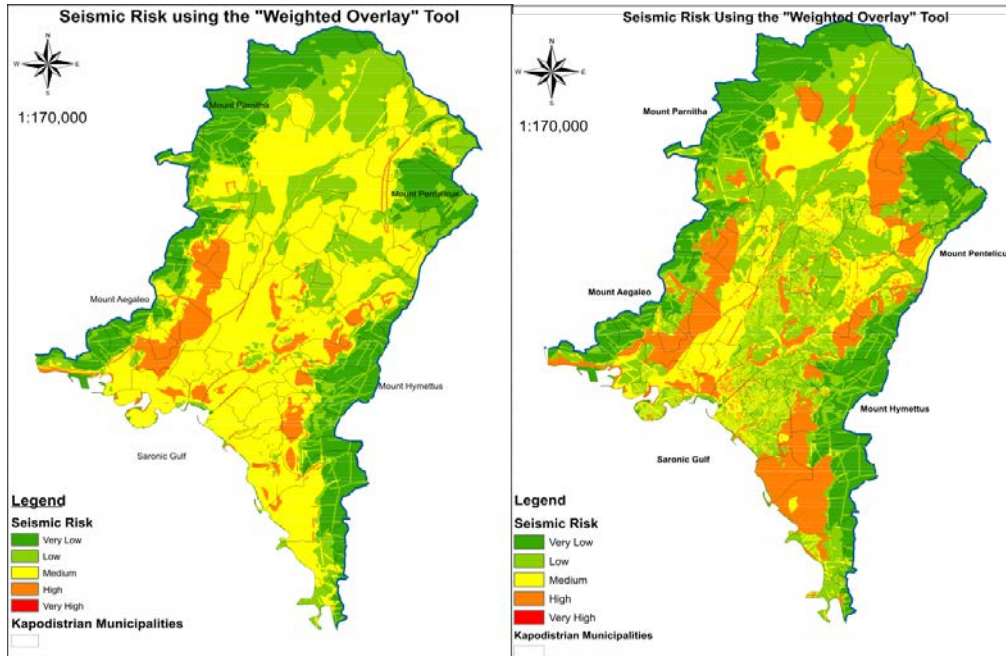 Seismic Risk using the "Weighted Overlay" Tool
N
W
E
S
1:170,000
Mount Parnitha
Mount Pentelicus
Mount Aegaleo
Mount Hymettus
Saronic Gulf
Legend
Seismic Risk
Very Low
Low
Medium
High
Very High
Kapodistrian Municipalities
Seismic Risk Using the "Weighted Overlay" Tool
N
W
E
S
1:170,000
Mount Parnitha
Mount Pentelicu
Mount Aegaleo
Mount Hymettus
Saronic Gulf
Legend
Seismic Risk
Very Low
Low
Medium
High
Very High
Kapodistrian Municipalities